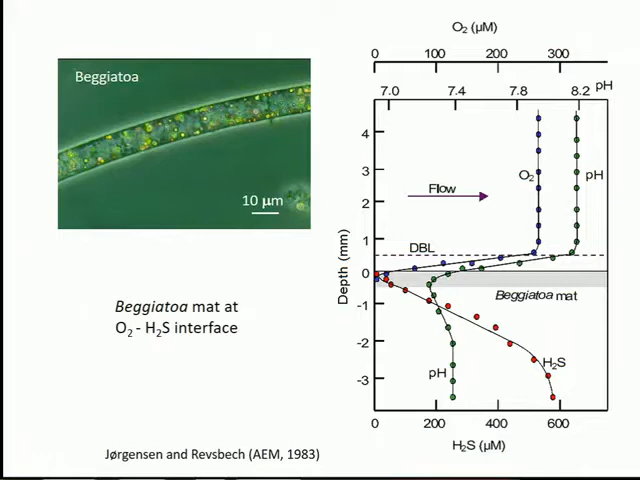 Beggiatoa
10 µm
Beggiatoa mat at
O₂ - H₂S interface
Jørgensen and Revsbech (AEM, 1983)
O₂ (µM)
0 100 200 300
7.0 7.4 7.8 8.2 pH
4
3
2
1
0
-1
-2
-3
Depth (mm)
O₂
pH
Flow
DBL
Beggiatoa mat
H₂S
pH
0 200 400 600
H₂S (µM)